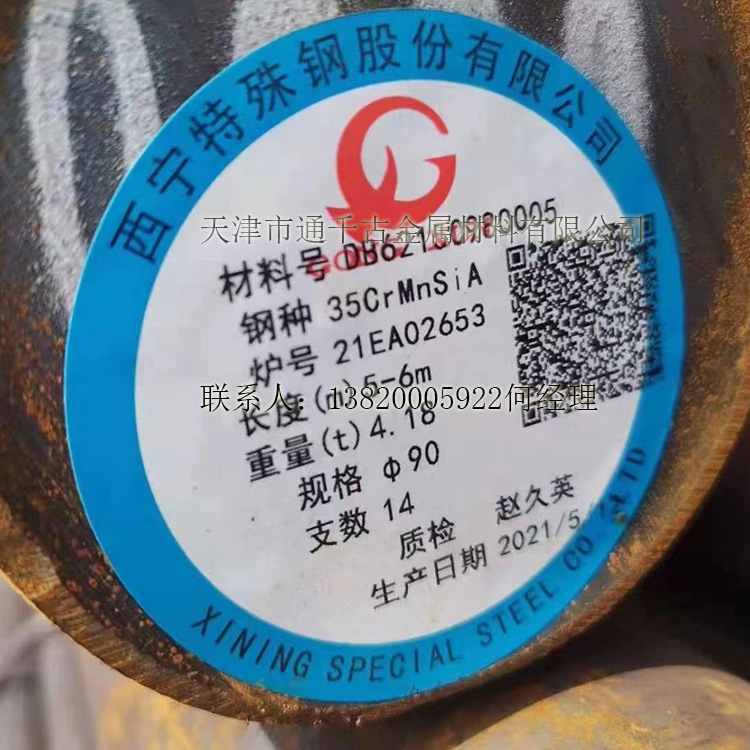 西宁特殊钢股份有限公司
天津市通千古金属材料有限公司
材料号
钢种 35CrMnSiA
炉号 21EA02653
长度(m) 5-6m
联系人：13820005922何经理
重量(t) 4.18
规格 φ90
支数 14
质检 赵久英
生产日期 2021/5/
XINING SPECIAL STEEL CO LTD